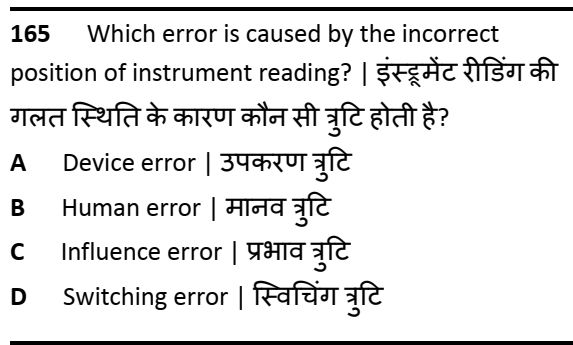 165 Which error is caused by the incorrect
position of instrument reading? | इंस्ट्रूमेंट रीडिंग की
गलत स्थिति के कारण कौन सी त्रुटि होती है?
A Device error | उपकरण त्रुटि
B Human error | मानव त्रुटि
C Influence error | प्रभाव त्रुटि
D Switching error | स्विचिंग त्रुटि